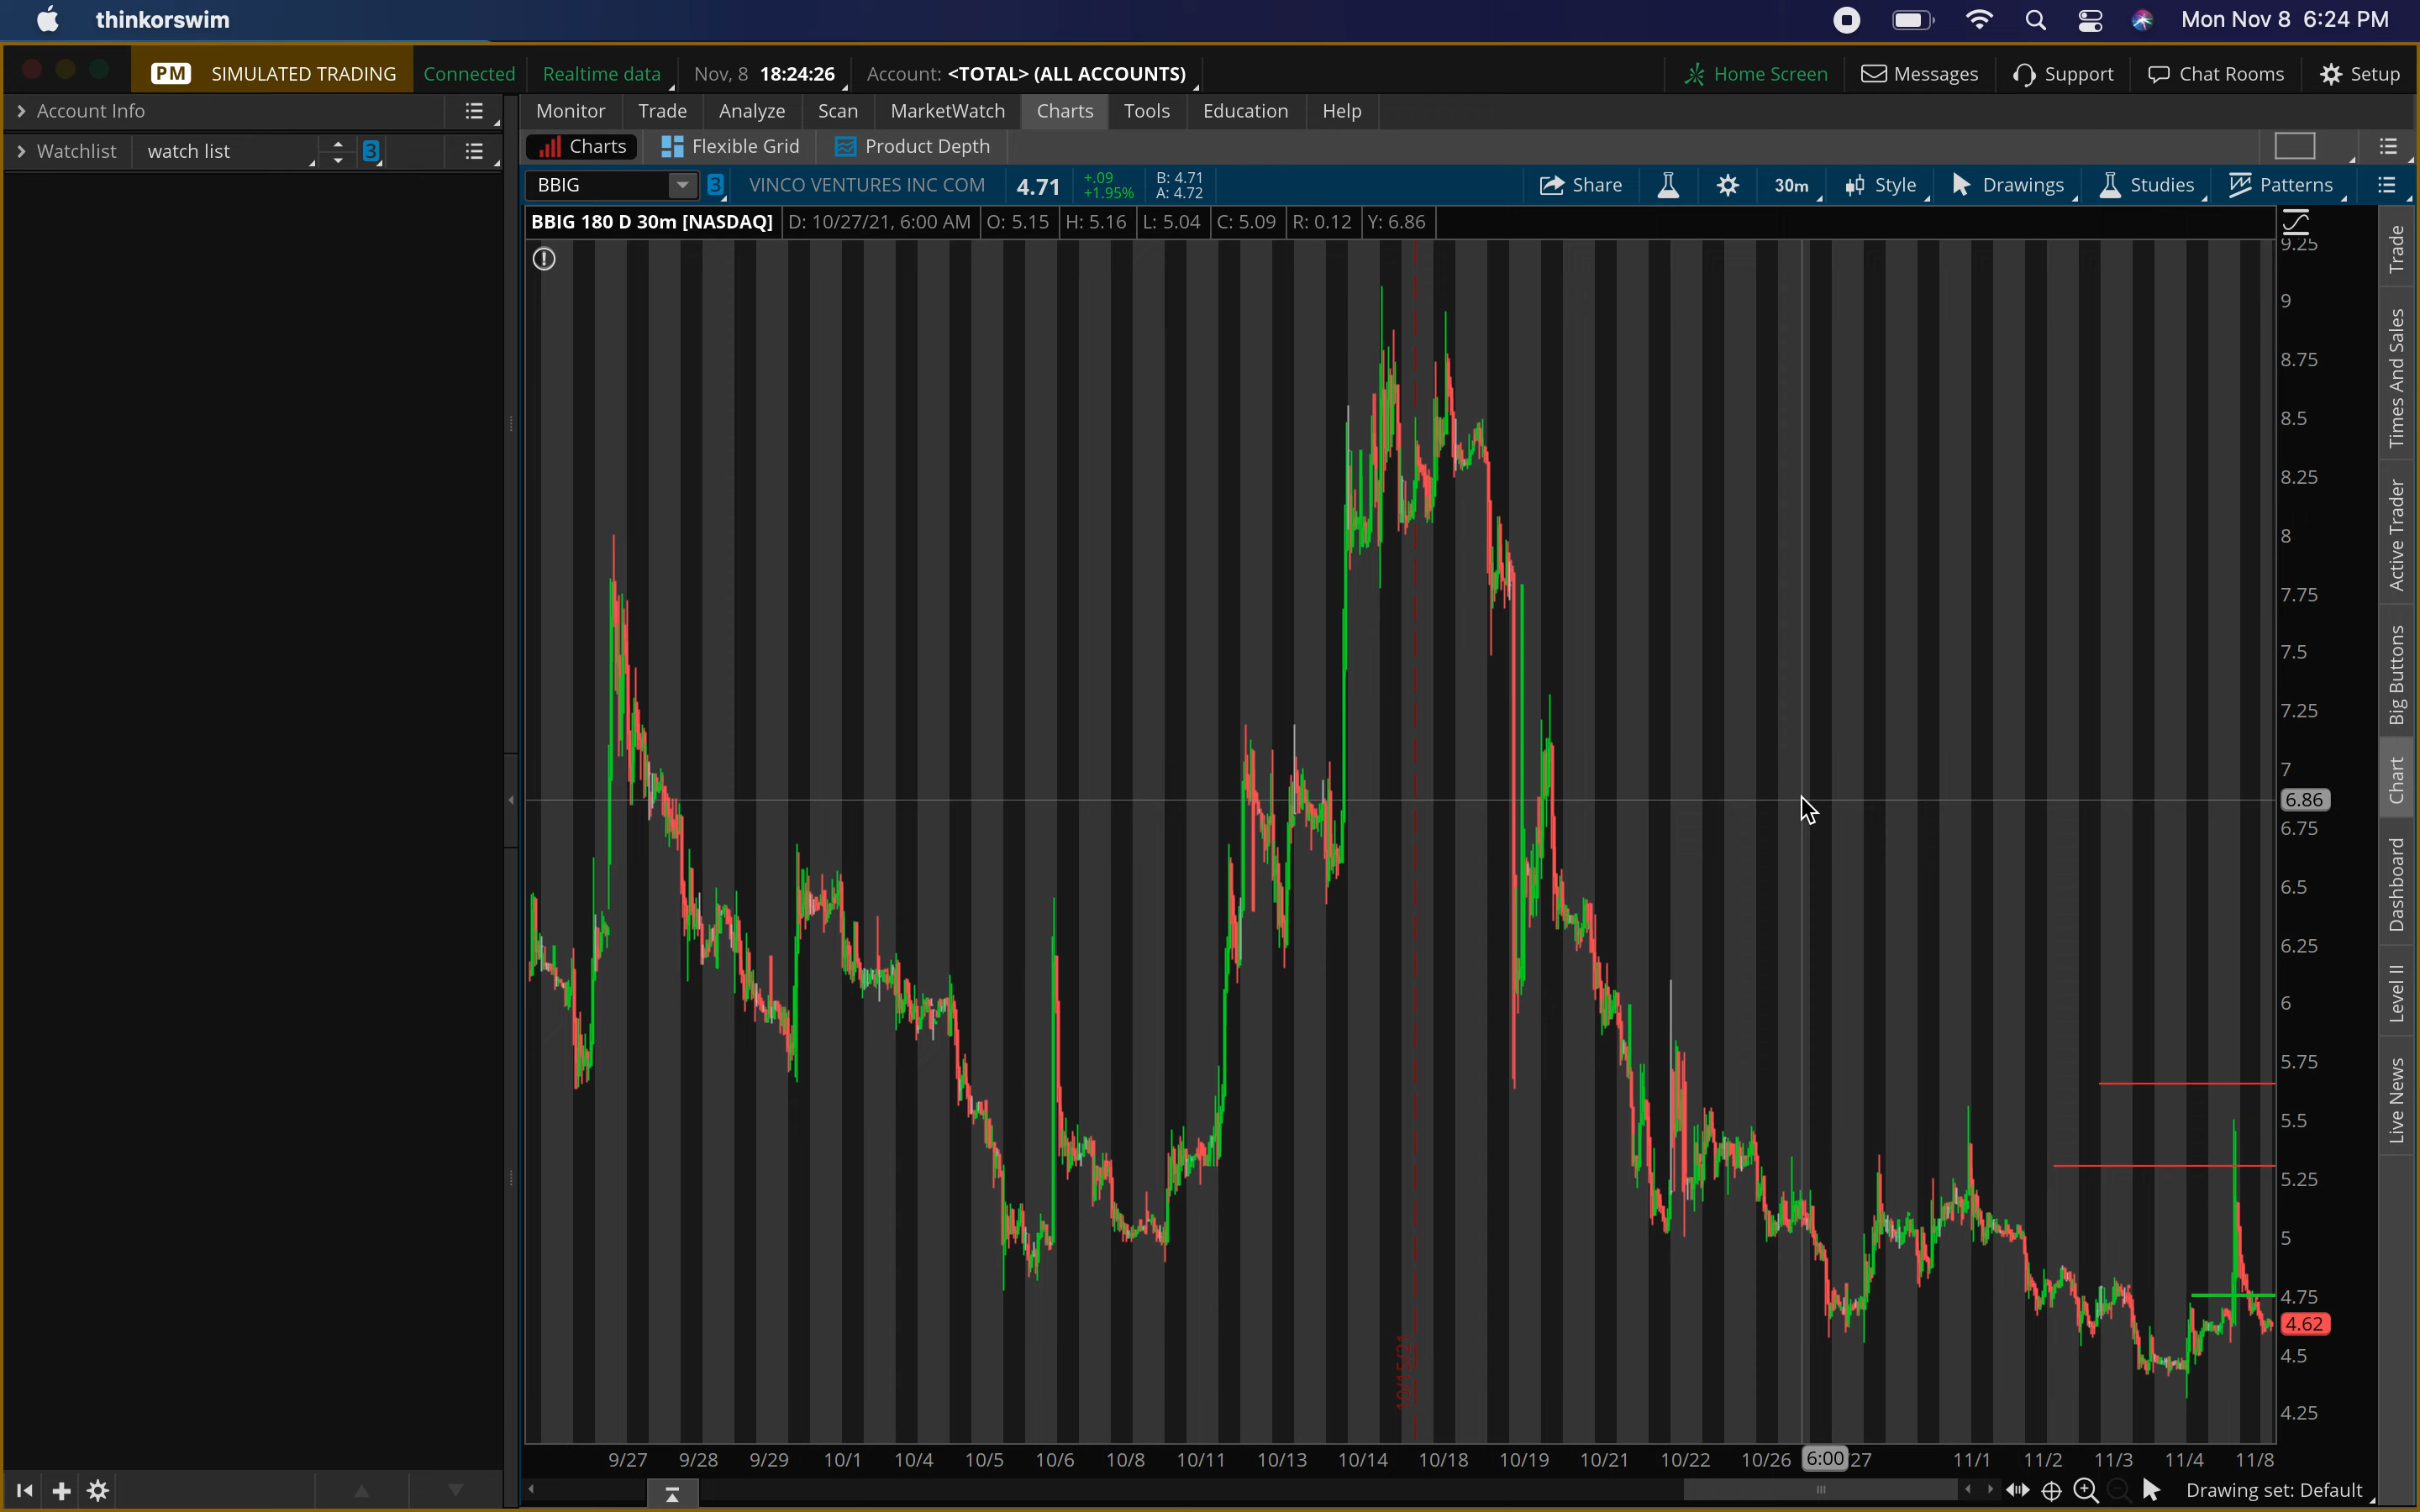 thinkorswim
Mon Nov 8 6:24 PM
PM SIMULATED TRADING Connected Realtime data Nov, 8 18:24:26 Account: <TOTAL> (ALL ACCOUNTS) Home Screen Messages Support Chat Rooms Setup
Account Info
Monitor Trade Analyze Scan MarketWatch Charts Tools Education Help
Watchlist watch list 3
Charts Flexible Grid Product Depth
BBIG 3 VINCO VENTURES INC COM 4.71 +.09 +1.95% B: 4.71 A: 4.72 Share 30m Style Drawings Studies Patterns
BBIG 180 D 30m [NASDAQ] D: 10/27/21, 6:00 AM O: 5.15 H: 5.16 L: 5.04 C: 5.09 R: 0.12 Y: 6.86
9.25
9
8.75
8.5
8.25
8
7.75
7.5
7.25
7
6.86
6.75
6.5
6.25
6
5.75
5.5
5.25
5
4.75
4.62
4.5
4.25
10/15/21
Trade
Times And Sales
Active Trader
Big Buttons
Chart
Dashboard
Level II
Live News
9/27 9/28 9/29 10/1 10/4 10/5 10/6 10/8 10/11 10/13 10/14 10/18 10/19 10/21 10/22 10/26 6:00 27 11/1 11/2 11/3 11/4 11/8
Drawing set: Default